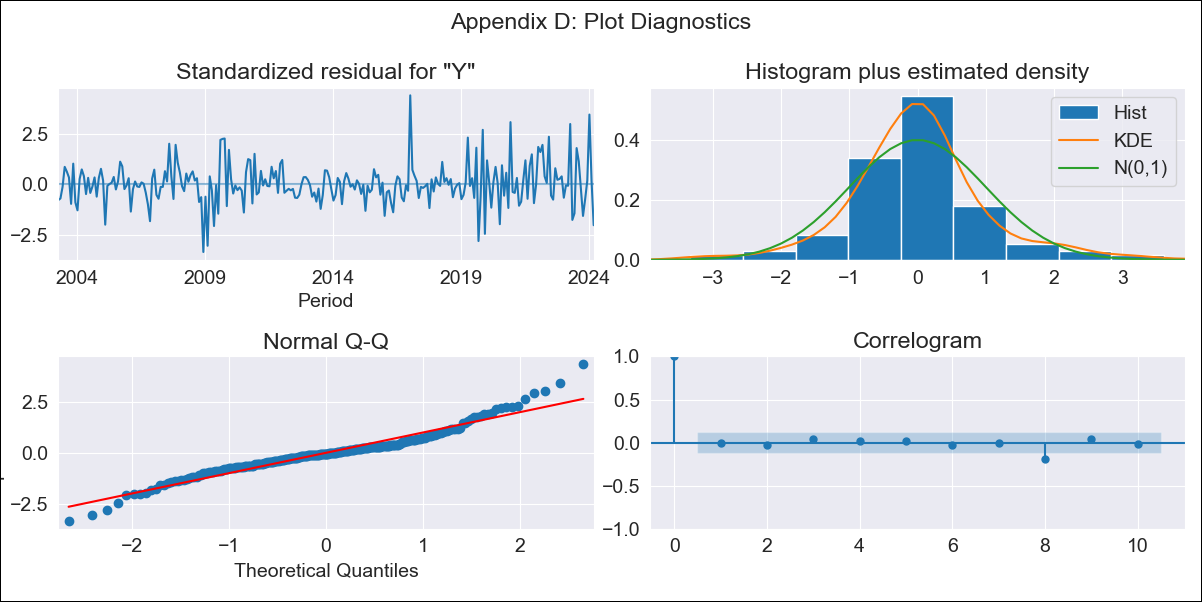 Appendix D: Plot Diagnostics
Standardized residual for "Y"
2.5
0.0
−2.5
2004 2009 2014 2019 2024
Period
Histogram plus estimated density
Hist
KDE
N(0,1)
0.4
0.2
0.0
−3 −2 −1 0 1 2 3
Normal Q-Q
2.5
0.0
−2.5
−2 −1 0 1 2
Theoretical Quantiles
Correlogram
1.0
0.5
0.0
−0.5
−1.0
0 2 4 6 8 10